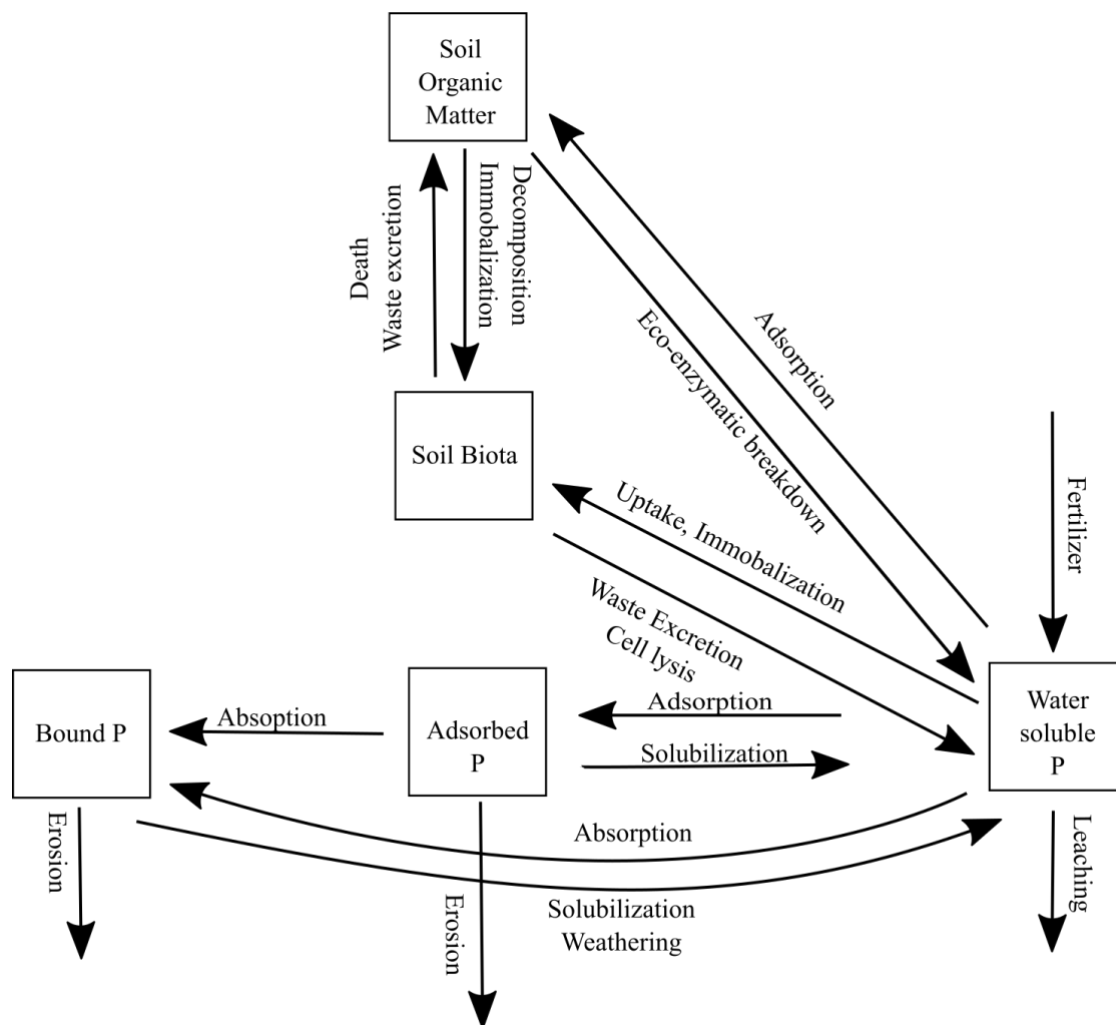 Soil
Organic
Matter
Death
Waste excretion
Decomposition
Immobalization
Adsorption
Eco-enzymatic breakdown
Soil Biota
Fertilizer
Uptake, Immobalization
Waste Excretion
Cell lysis
Bound P
Absoption
Adsorbed
P
Adsorption
Solubilization
Water
soluble
P
Erosion
Absorption
Erosion
Solubilization
Weathering
Leaching